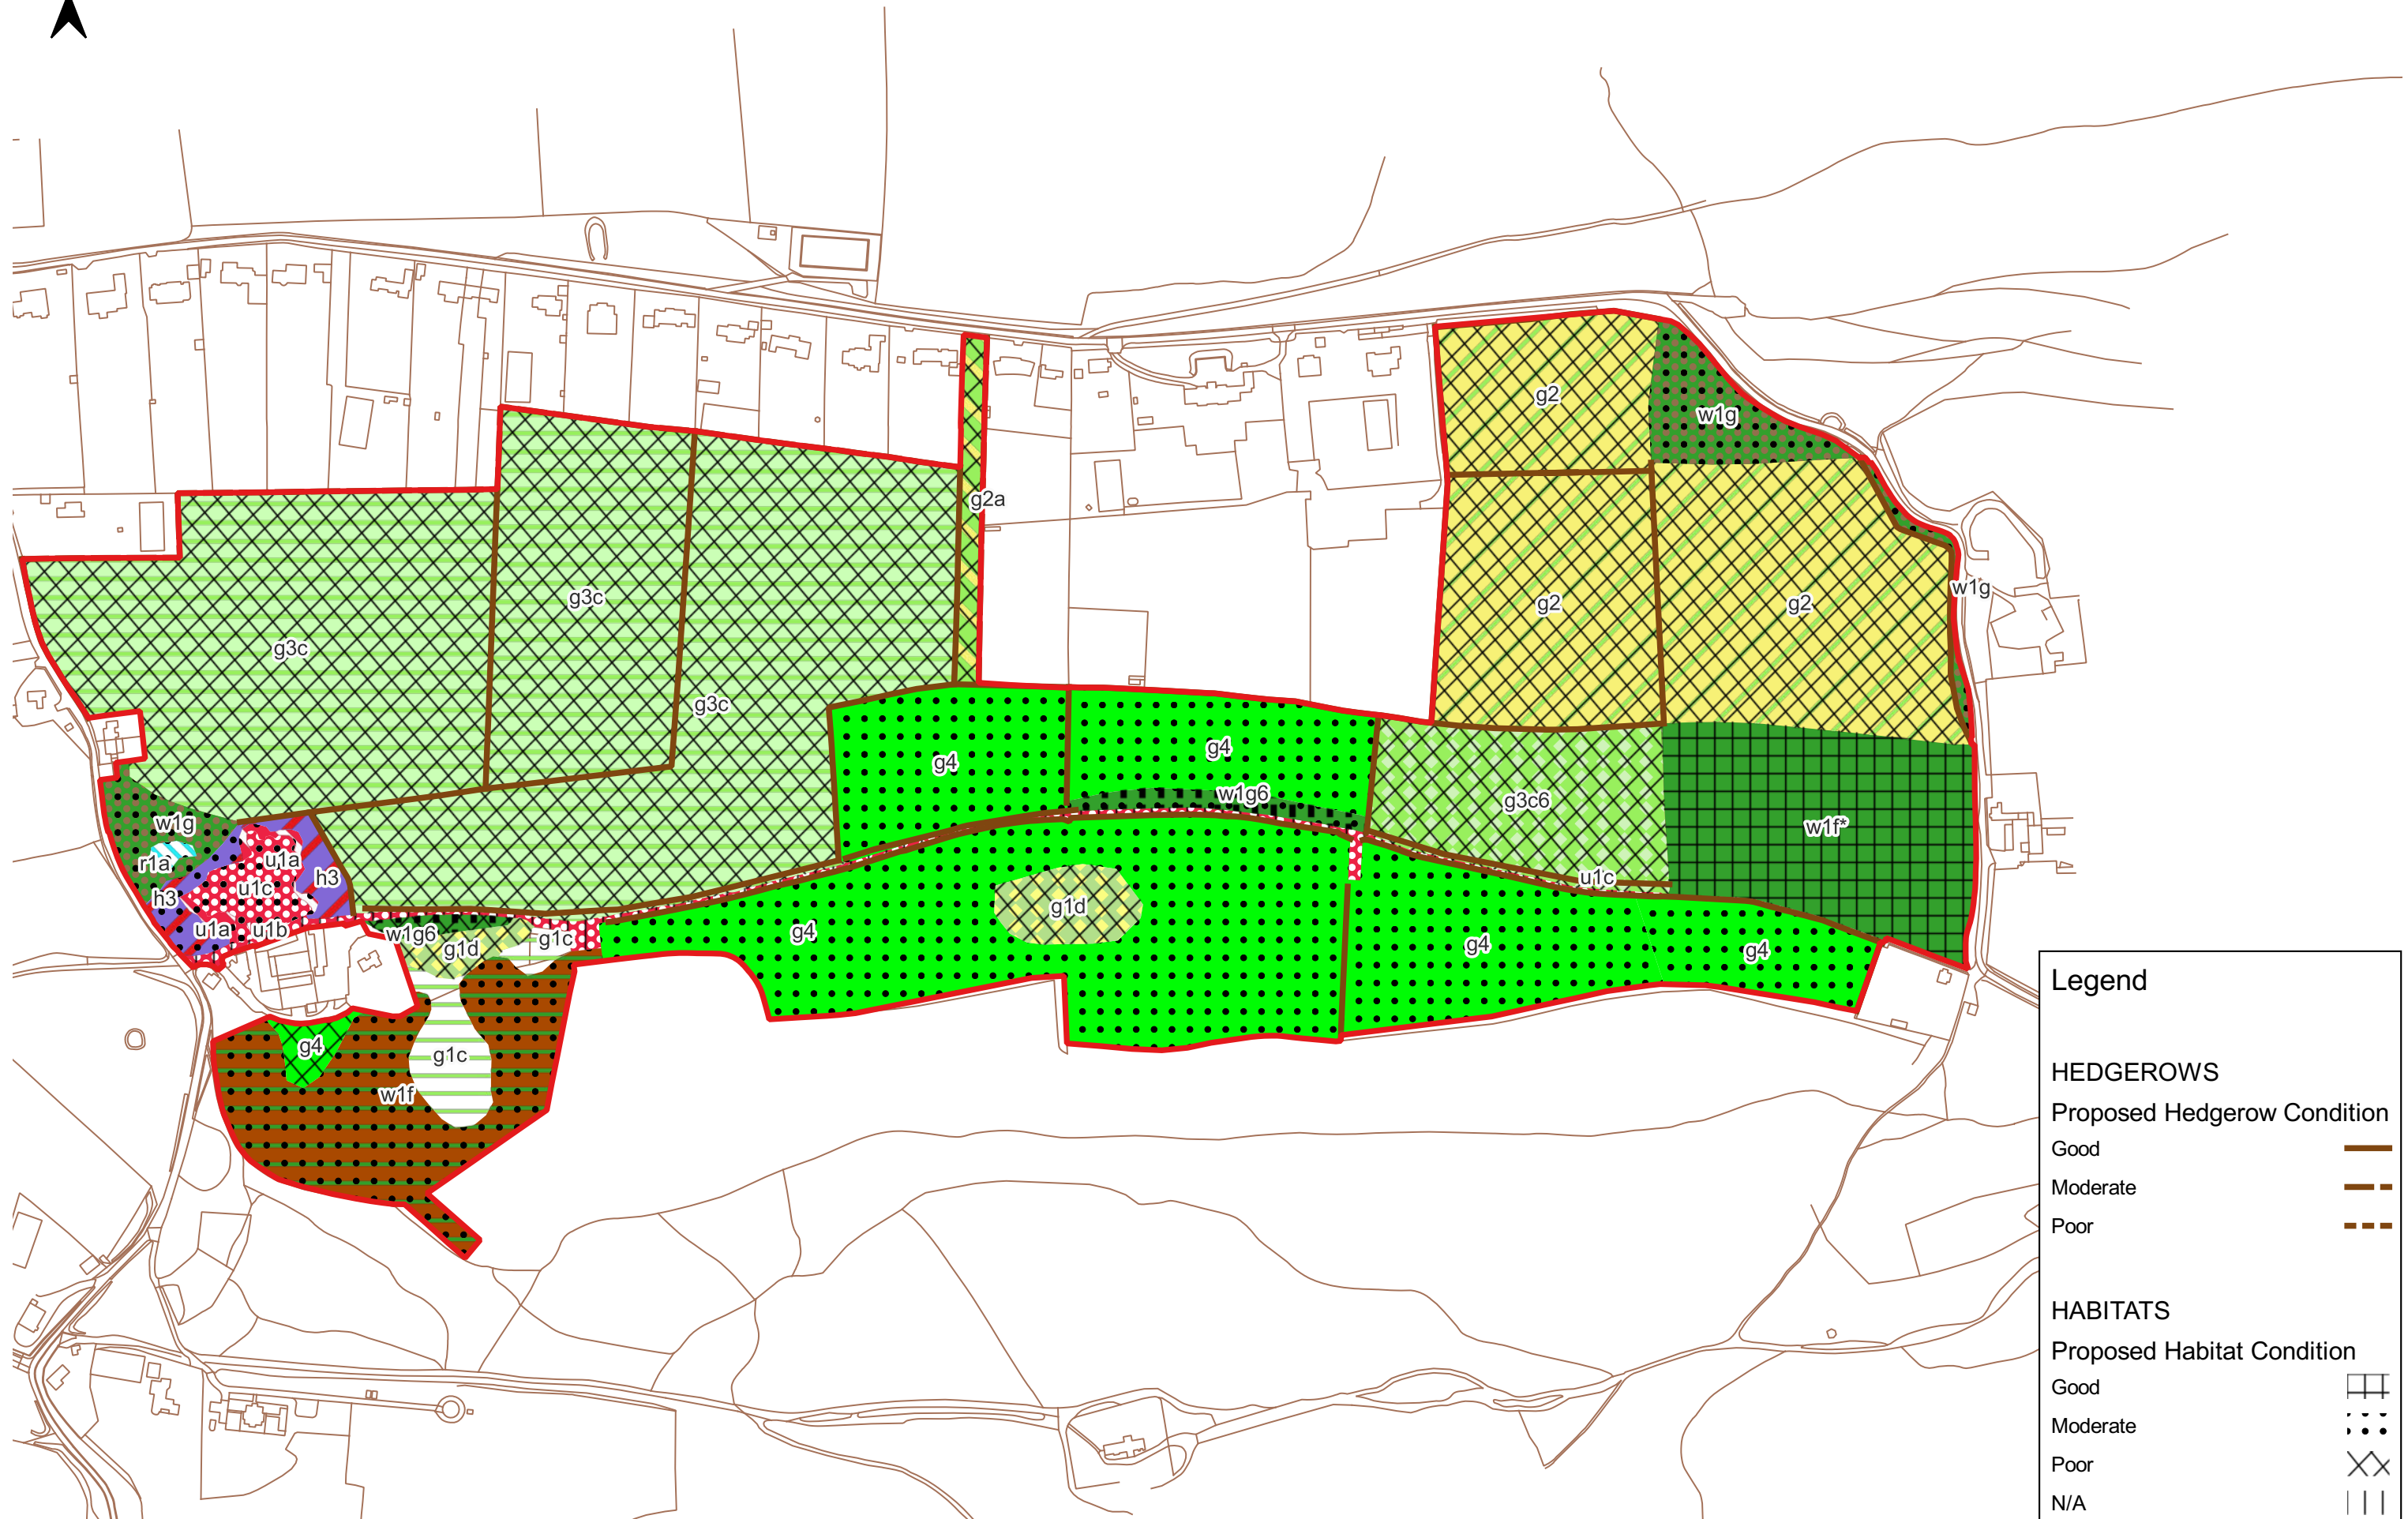 g2
w1g
g2a
w1g
g3c
g2
g2
g3c
g3c
g4
g4
w1g6
g3c6
w1g
w1f*
r1a
u1a
h3
u1c
u1c
h3
g1d
u1a
u1b
w1g6
g1d
g1c
g4
g4
g4
g4
g1c
w1f
Legend
HEDGEROWS
Proposed Hedgerow Condition
Good
Moderate
Poor
HABITATS
Proposed Habitat Condition
Good
Moderate
Poor
N/A